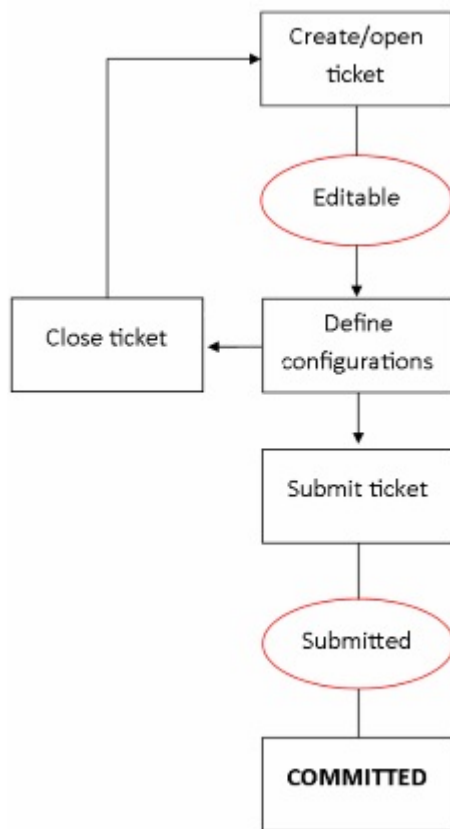 Create/open
ticket
Editable
Close ticket
Define
configurations
Submit ticket
Submitted
COMMITTED